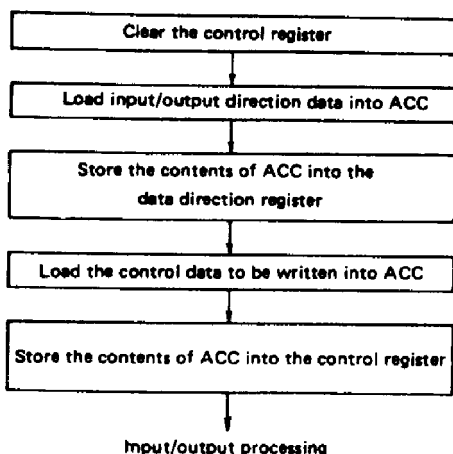 Clear the control register
Load input/output direction data into ACC
Store the contents of ACC into the
data direction register
Load the control data to be written into ACC
Store the contents of ACC into the control register
Input/output processing